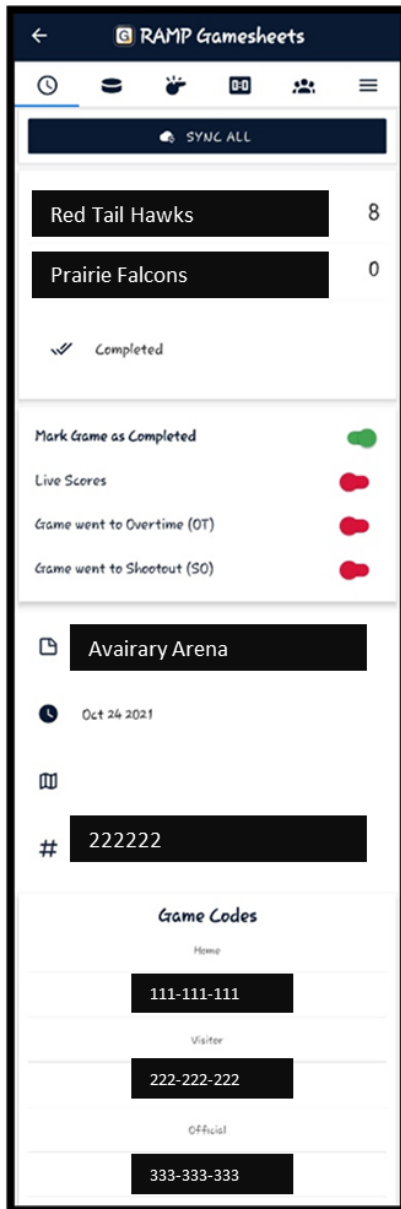 RAMP Gamesheets
0:0
SYNC ALL
Red Tail Hawks 8
Prairie Falcons 0
Completed
Mark Game as Completed
Live Scores
Game went to Overtime (OT)
Game went to Shootout (SO)
Avairary Arena
Oct 24 2021
# 222222
Game Codes
Home
111-111-111
Visitor
222-222-222
Official
333-333-333